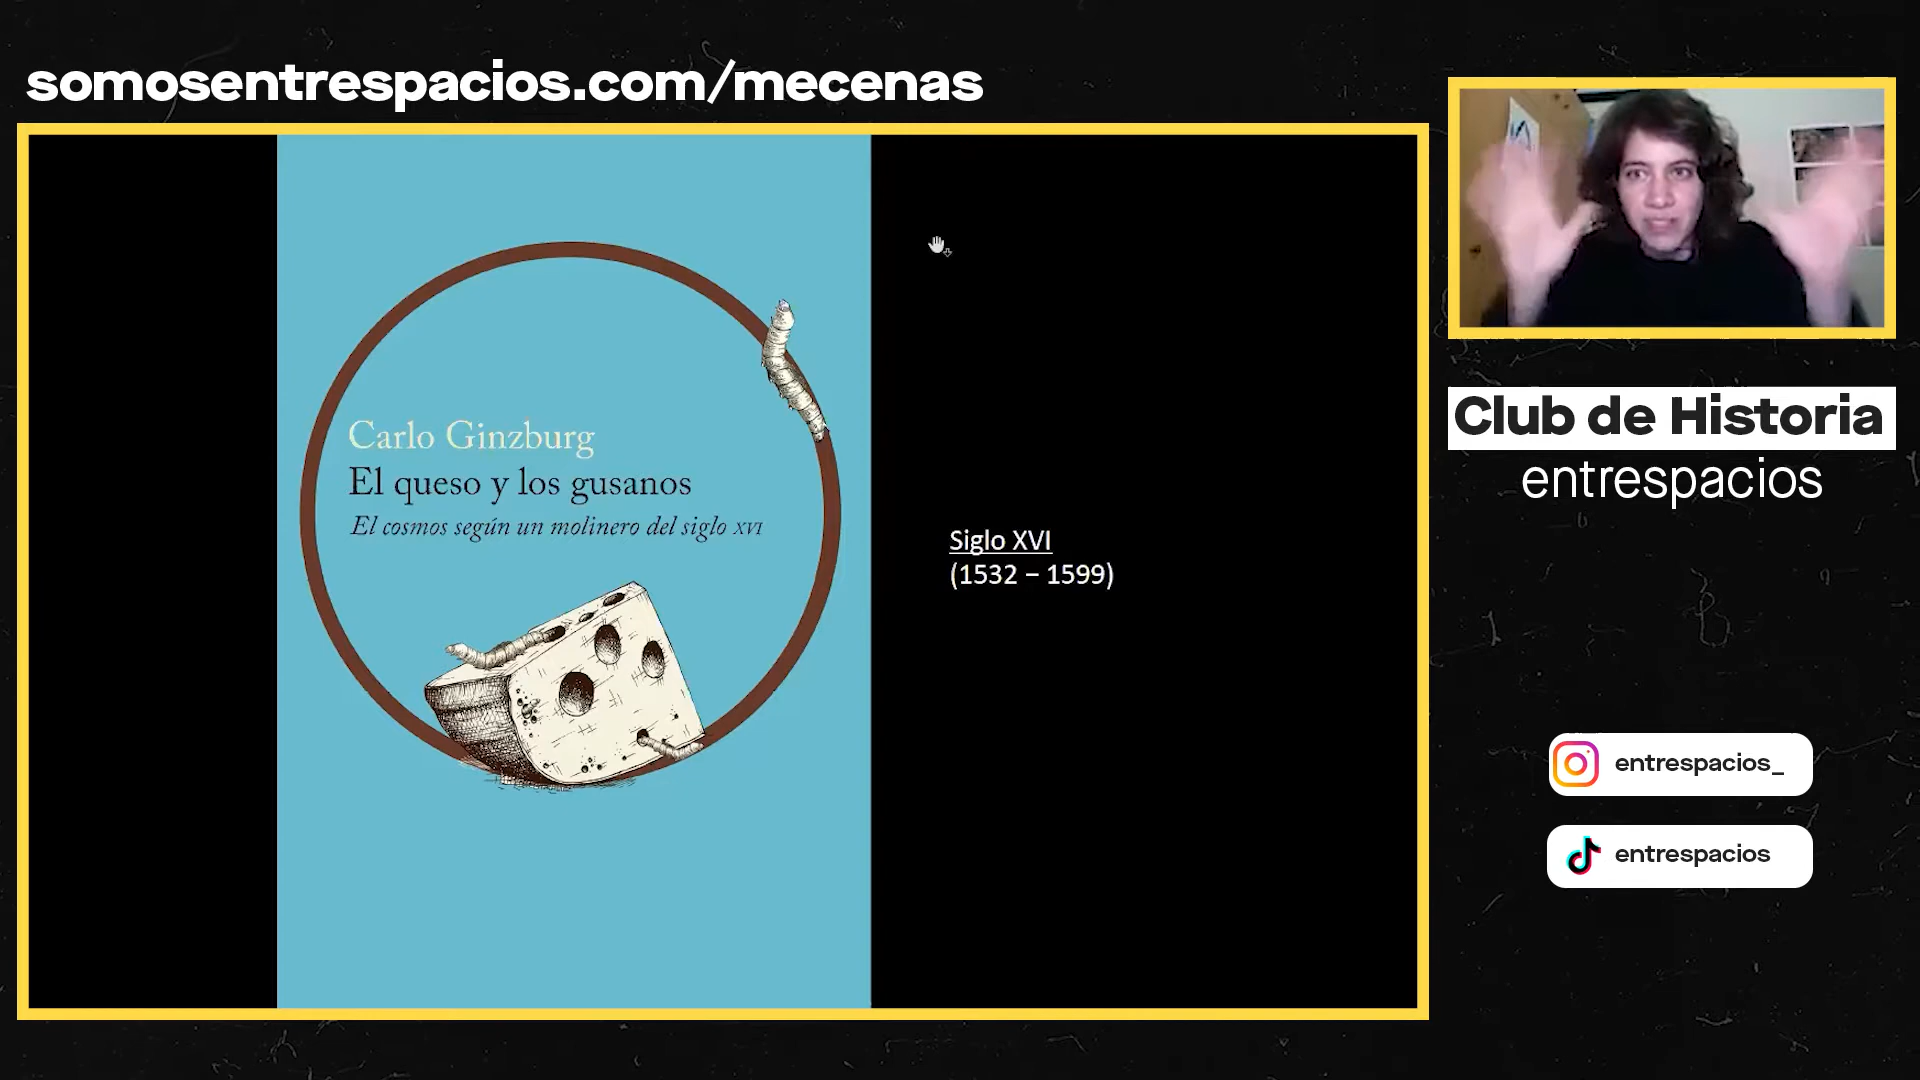 somosentrespacios.com/mecenas
Carlo Ginzburg
El queso y los gusanos
El cosmos según un molinero del siglo XVI
Siglo XVI
(1532 – 1599)
Club de Historia
entrespacios
entrespacios_
entrespacios